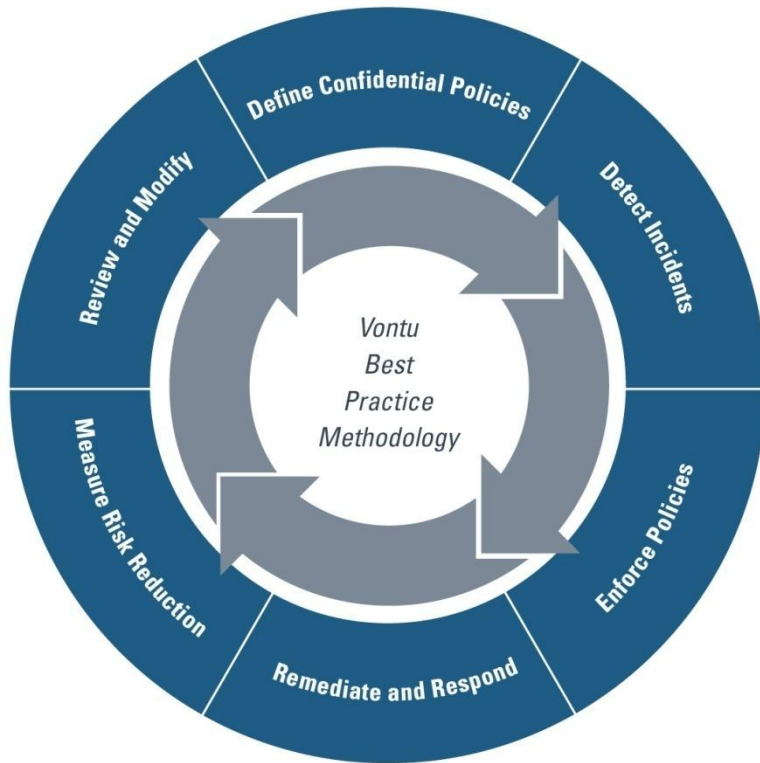 Define Confidential Policies
Detect Incidents
Enforce Policies
Remediate and Respond
Measure Risk Reduction
Review and Modify
Vontu
Best
Practice
Methodology